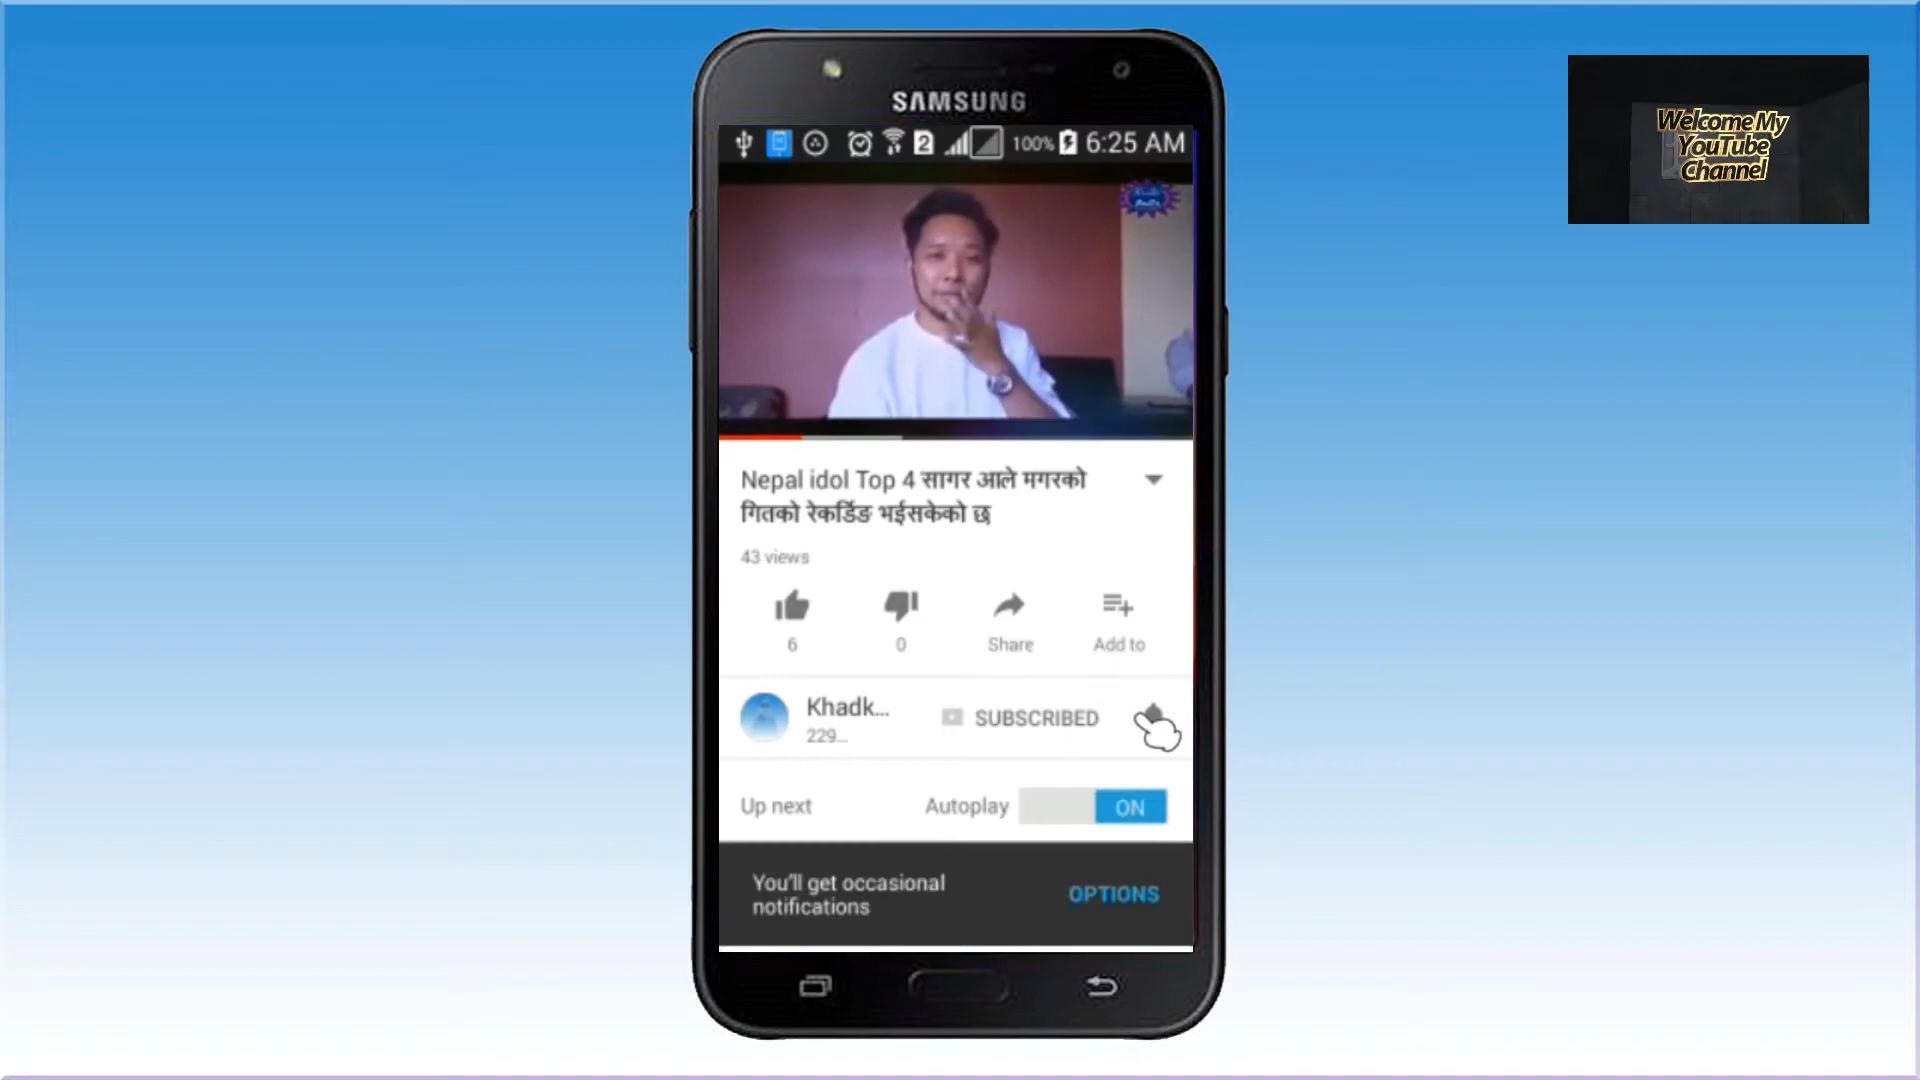 SAMSUNG
2 100% 6:25 AM
Welcome My
YouTube
Channel
Nepal idol Top 4 सागर आले मगरको
गितको रेकर्डिङ भईसकेको छ
43 views
6 0 Share Add to
Khadk... SUBSCRIBED
229...
Up next Autoplay ON
You'll get occasional
notifications
OPTIONS